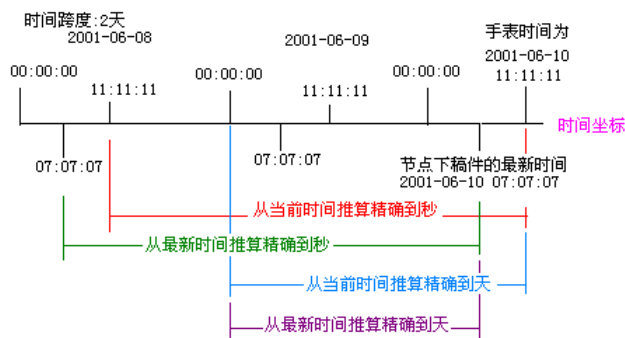 时间跨度:2天
2001-06-08
2001-06-09
手表时间为
2001-06-10
11:11:11
00:00:00
11:11:11
00:00:00
11:11:11
00:00:00
时间坐标
07:07:07
07:07:07
节点下稿件的最新时间
2001-06-10 07:07:07
从当前时间推算精确到秒
从最新时间推算精确到秒
从当前时间推算精确到天
从最新时间推算精确到天